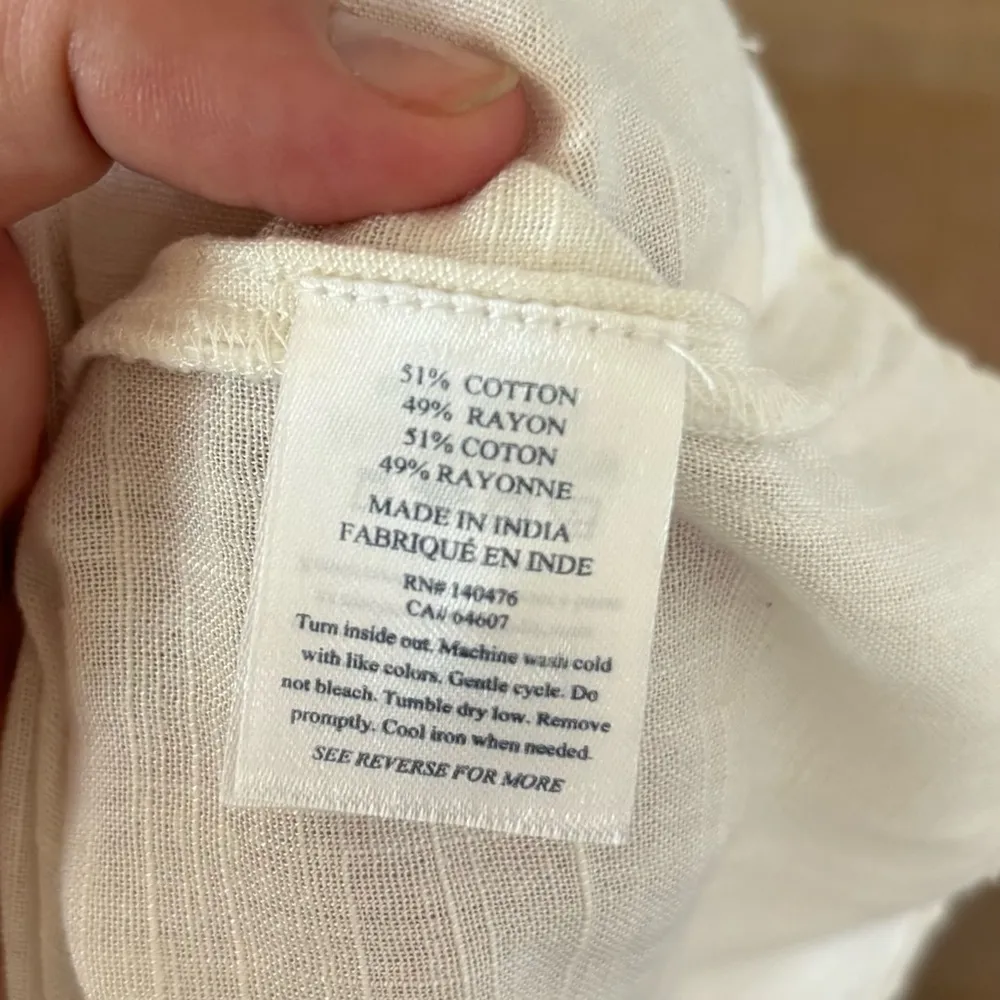 51% COTTON
49% RAYON
51% COTON
49% RAYONNE
MADE IN INDIA
FABRIQUÉ EN INDE
RN# 140476
CA# 64607
Turn inside out. Machine wash cold
with like colors. Gentle cycle. Do
not bleach. Tumble dry low. Remove
promptly. Cool iron when needed.
SEE REVERSE FOR MORE